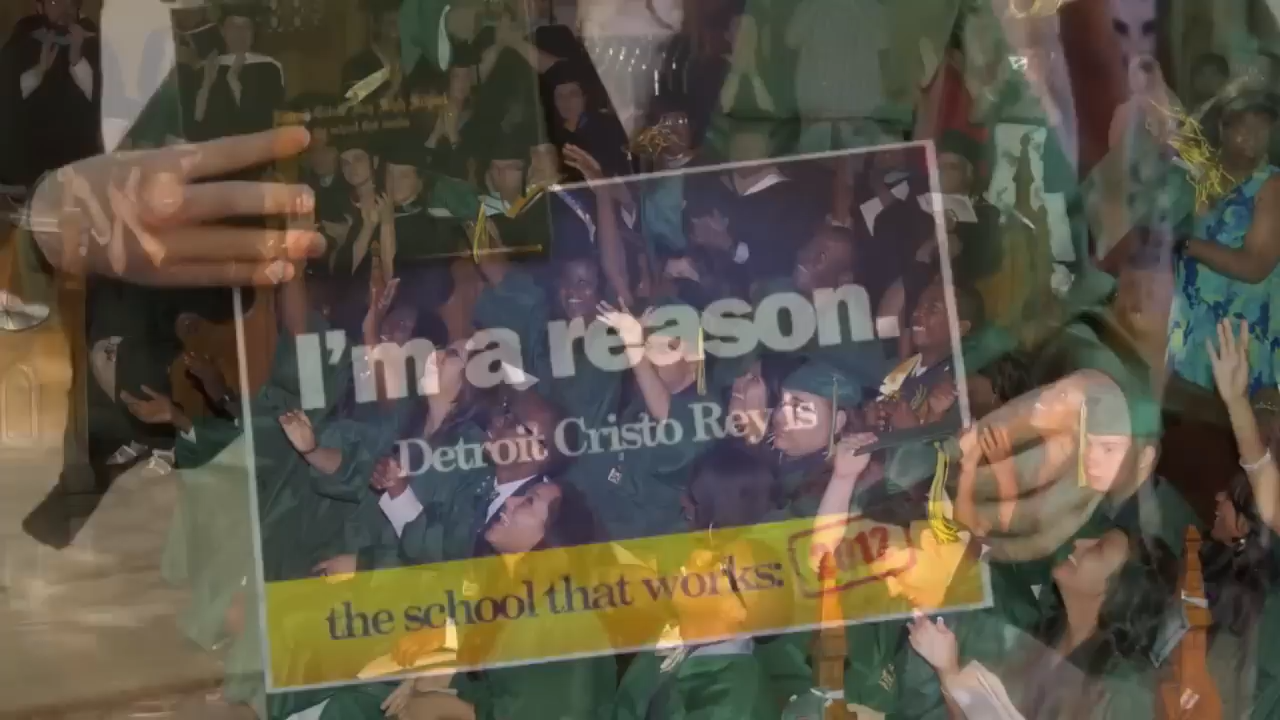 I'm a reason.
Detroit Cristo Rey is
the school that works:
2012